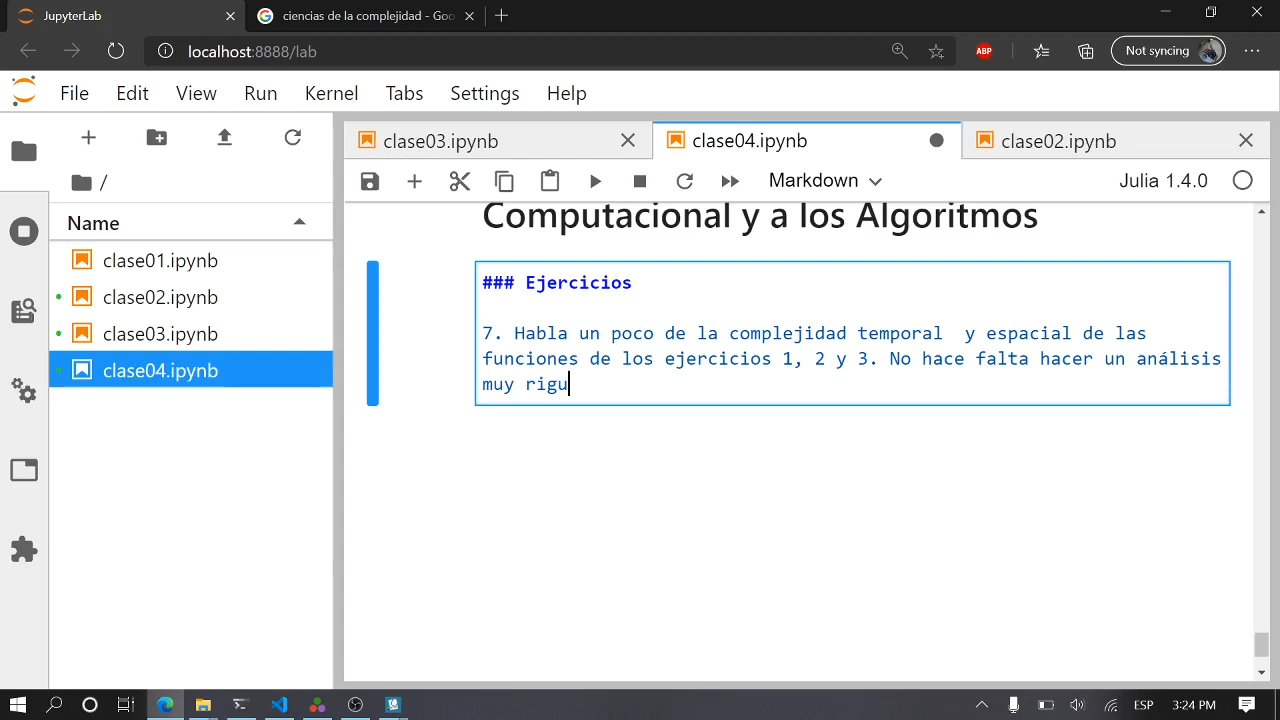 JupyterLab
ciencias de la complejidad - Goo
localhost:8888/lab
ABP
Not syncing
File Edit View Run Kernel Tabs Settings Help
clase03.ipynb
clase04.ipynb
clase02.ipynb
/
Markdown
Julia 1.4.0
Name
clase01.ipynb
clase02.ipynb
clase03.ipynb
clase04.ipynb
Computacional y a los Algoritmos
### Ejercicios
7. Habla un poco de la complejidad temporal  y espacial de las
funciones de los ejercicios 1, 2 y 3. No hace falta hacer un análisis
muy rigu
ESP
3:24 PM